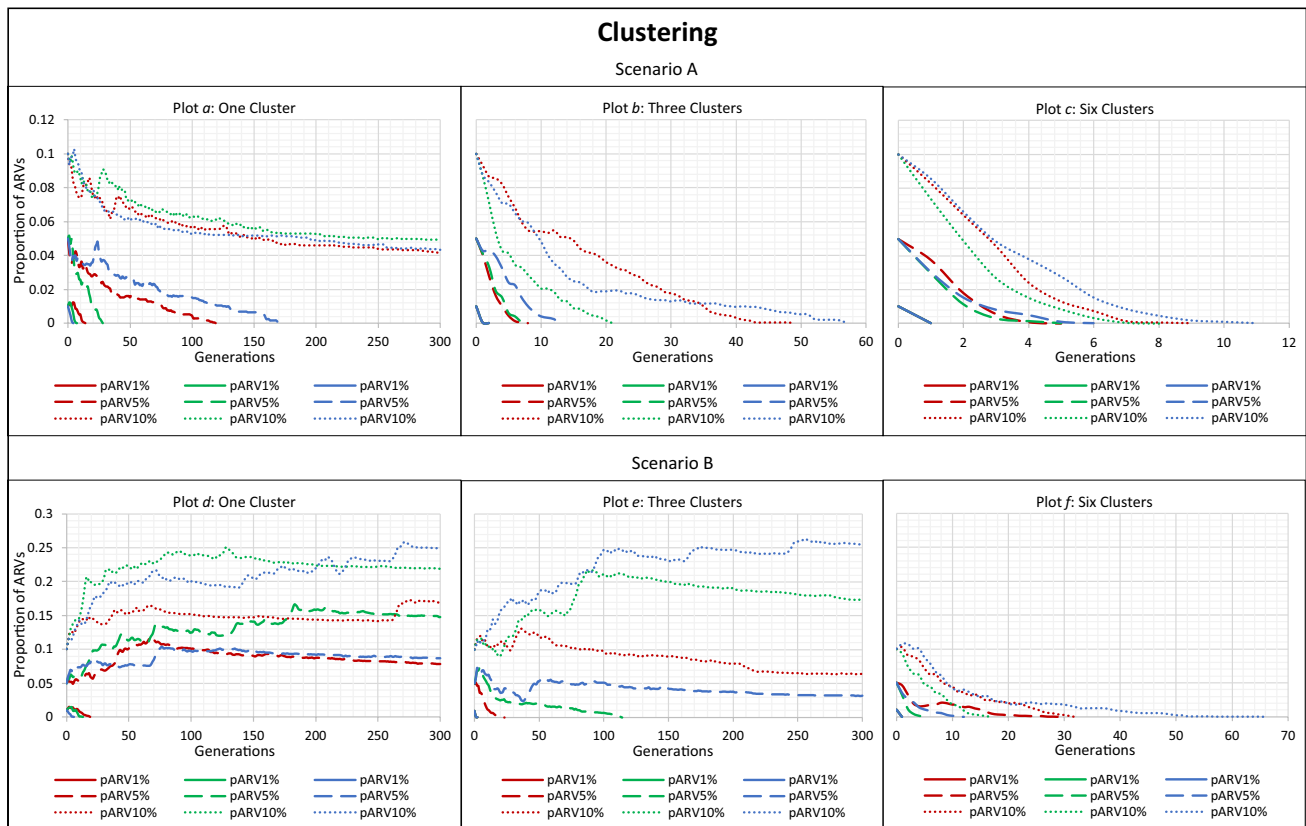 Clustering
Scenario A
Plot a: One Cluster
Proportion of ARVs
0.12
0.1
0.08
0.06
0.04
0.02
0
0 50 100 150 200 250 300
Generations
pARV1% pARV1% pARV1%
pARV5% pARV5% pARV5%
pARV10% pARV10% pARV10%
Plot b: Three Clusters
0 10 20 30 40 50 60
Generations
pARV1% pARV1% pARV1%
pARV5% pARV5% pARV5%
pARV10% pARV10% pARV10%
Plot c: Six Clusters
0 2 4 6 8 10 12
Generations
pARV1% pARV1% pARV1%
pARV5% pARV5% pARV5%
pARV10% pARV10% pARV10%
Scenario B
Plot d: One Cluster
Proportion of ARVs
0.3
0.25
0.2
0.15
0.1
0.05
0
0 50 100 150 200 250 300
Generations
pARV1% pARV1% pARV1%
pARV5% pARV5% pARV5%
pARV10% pARV10% pARV10%
Plot e: Three Clusters
0 50 100 150 200 250 300
Generations
pARV1% pARV1% pARV1%
pARV5% pARV5% pARV5%
pARV10% pARV10% pARV10%
Plot f: Six Clusters
0 10 20 30 40 50 60 70
Generations
pARV1% pARV1% pARV1%
pARV5% pARV5% pARV5%
pARV10% pARV10% pARV10%